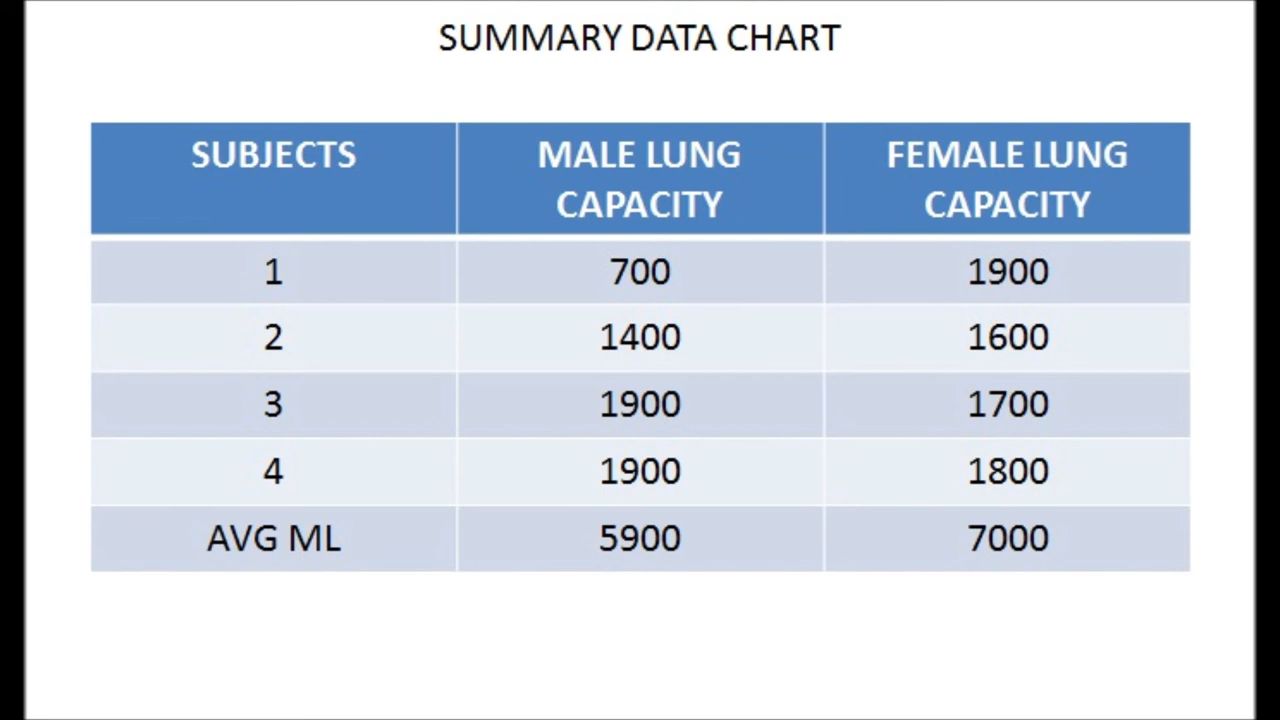 SUMMARY DATA CHART
SUBJECTS MALE LUNG CAPACITY FEMALE LUNG CAPACITY
1 700 1900
2 1400 1600
3 1900 1700
4 1900 1800
AVG ML 5900 7000